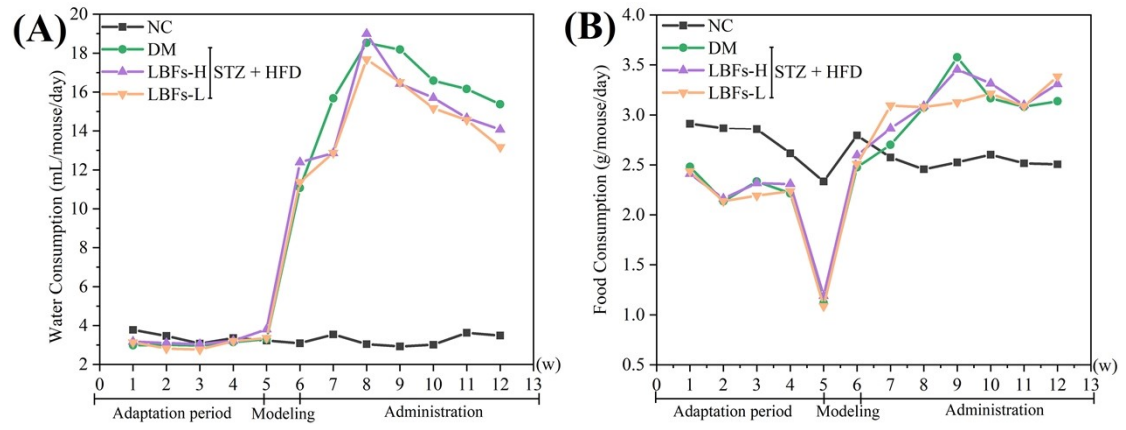 (A)
NC
DM
LBFs-H
LBFs-L
STZ + HFD
Water Consumption (mL/mouse/day)
20
18
16
14
12
10
8
6
4
2
0 1 2 3 4 5 6 7 8 9 10 11 12 13
(w)
Adaptation period Modeling Administration
(B)
NC
DM
LBFs-H
LBFs-L
STZ + HFD
Food Consumption (g/mouse/day)
4.0
3.5
3.0
2.5
2.0
1.5
1.0
0.5
0 1 2 3 4 5 6 7 8 9 10 11 12 13
(w)
Adaptation period Modeling Administration